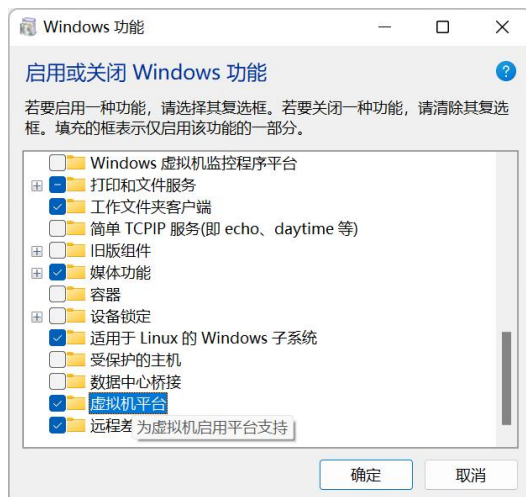 Windows 功能
启用或关闭 Windows 功能
若要启用一种功能，请选择其复选框。若要关闭一种功能，请清除其复选
框。填充的框表示仅启用该功能的一部分。
Windows 虚拟机监控程序平台
打印和文件服务
工作文件夹客户端
简单 TCPIP 服务(即 echo、daytime 等)
旧版组件
媒体功能
容器
设备锁定
适用于 Linux 的 Windows 子系统
受保护的主机
数据中心桥接
虚拟机平台
远程差
为虚拟机启用平台支持
确定
取消